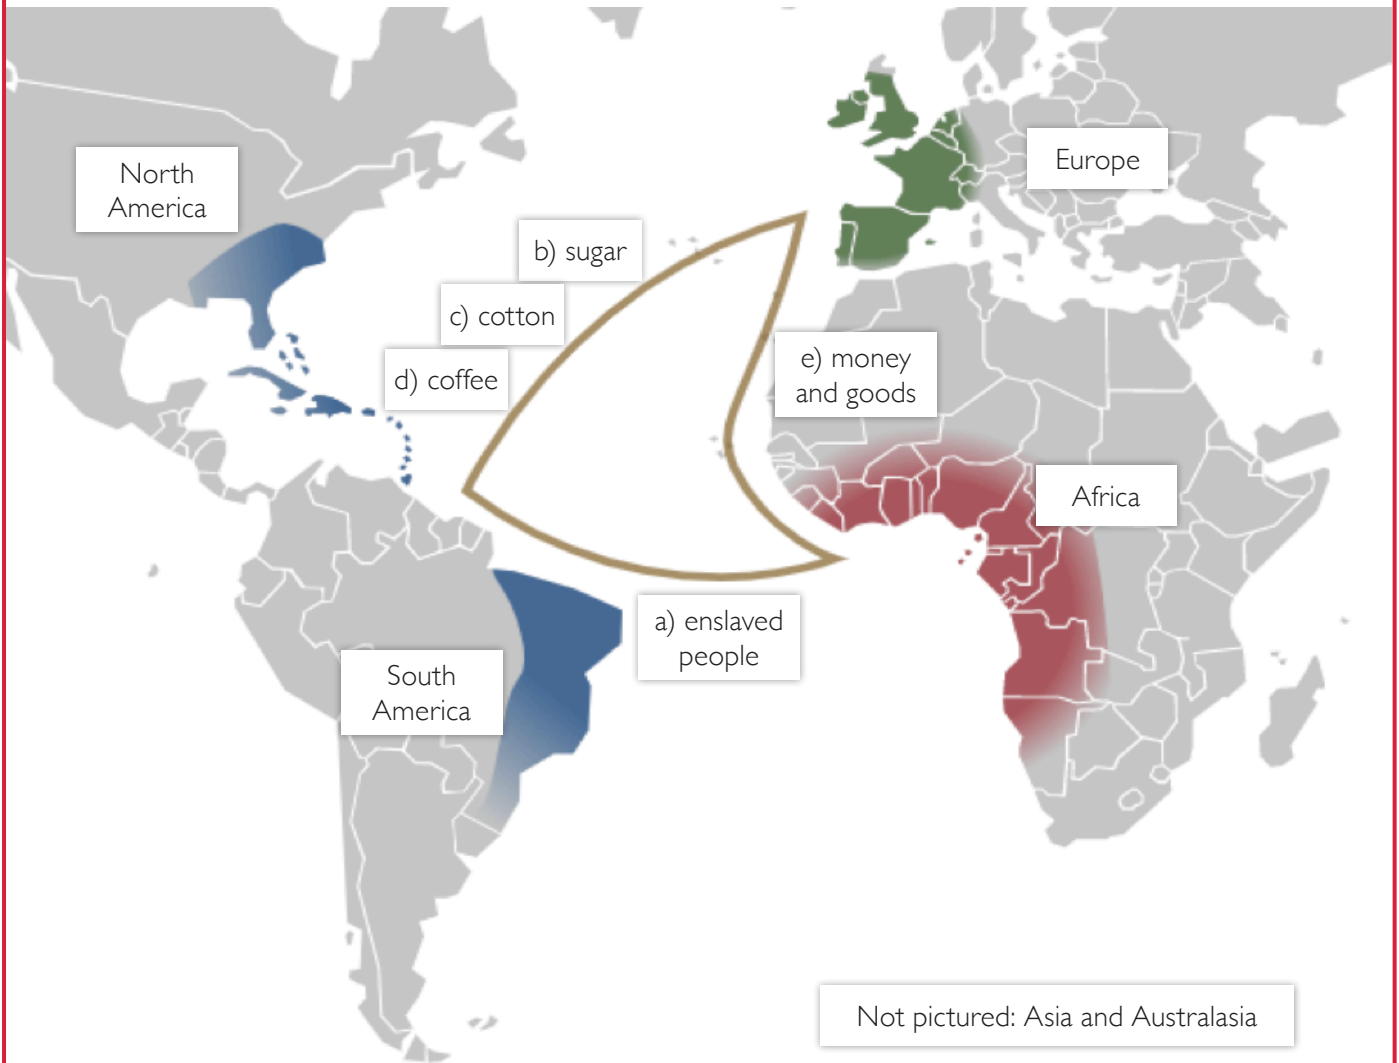 North
America
Europe
b) sugar
c) cotton
d) coffee
e) money
and goods
Africa
a) enslaved
people
South
America
Not pictured: Asia and Australasia